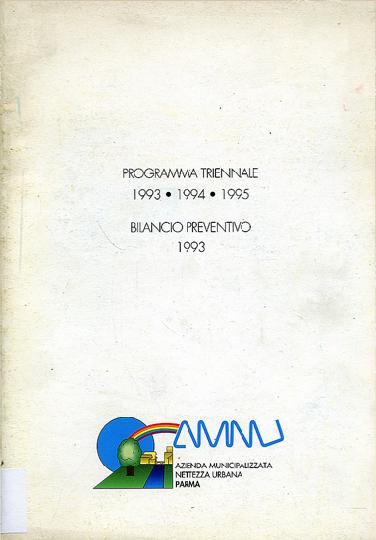 PROGRAMMA TRIENNALE
1993 • 1994 • 1995
BILANCIO PREVENTIVO
1993
AMNU
AZIENDA MUNICIPALIZZATA
NETTEZZA URBANA
PARMA